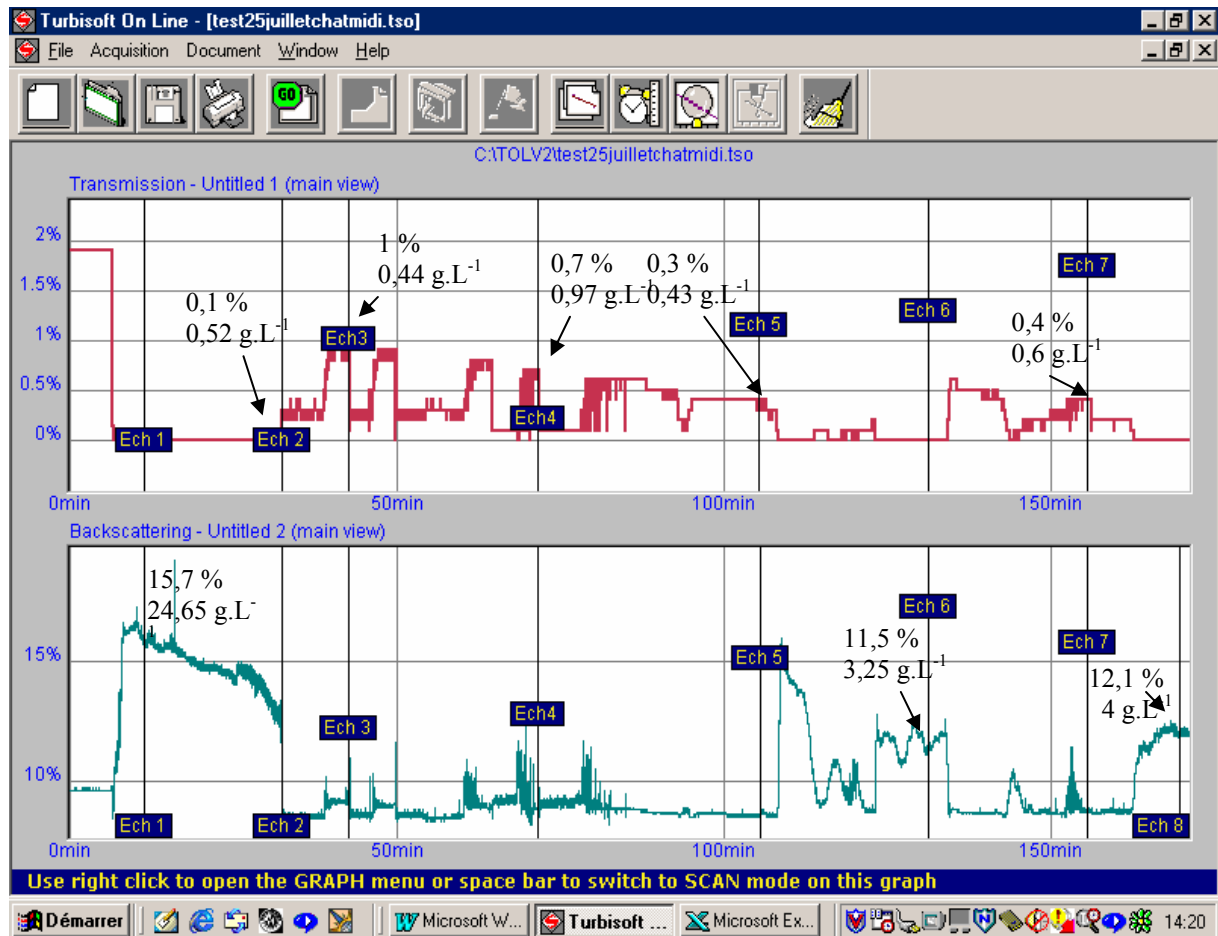 Turbisoft On Line - [test25juilletchatmidi.tso]
File Acquisition Document Window Help
GO
C:\TOLV2\test25juilletchatmidi.tso
Transmission - Untitled 1 (main view)
2%
1.5%
1%
0.5%
0%
0,1 %
0,52 g.L-1
1 %
0,44 g.L-1
0,7 %
0,97 g.L-1
0,3 %
0,43 g.L-1
0,4 %
0,6 g.L-1
Ech 1
Ech 2
Ech3
Ech4
Ech 5
Ech 6
Ech 7
0min 50min 100min 150min
Backscattering - Untitled 2 (main view)
15%
10%
15,7 %
24,65 g.L-
1
11,5 %
3,25 g.L-1
12,1 %
4 g.L-1
Ech 1
Ech 2
Ech 3
Ech4
Ech 5
Ech 6
Ech 7
Ech 8
0min 50min 100min 150min
Use right click to open the GRAPH menu or space bar to switch to SCAN mode on this graph
Démarrer Microsoft W... Turbisoft ... Microsoft Ex... 14:20